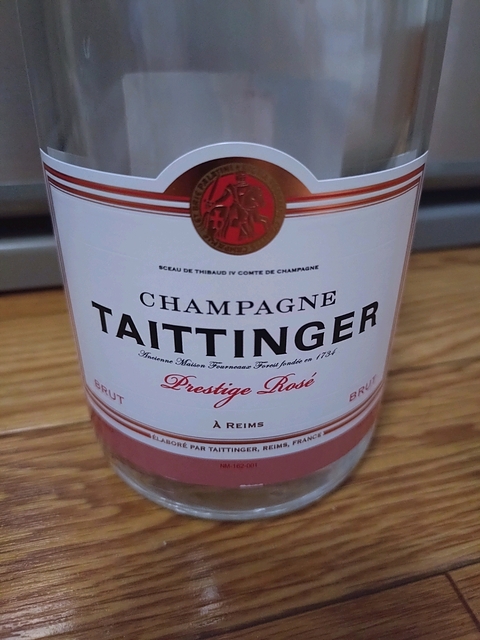 SCEAU DE THIBAUD IV COMTE DE CHAMPAGNE
CHAMPAGNE
TAITTINGER
Ancienne Maison Fourneaux Forest fondée en 1734
Prestige Rosé
BRUT
BRUT
À REIMS
ÉLABORÉ PAR TAITTINGER, REIMS, FRANCE